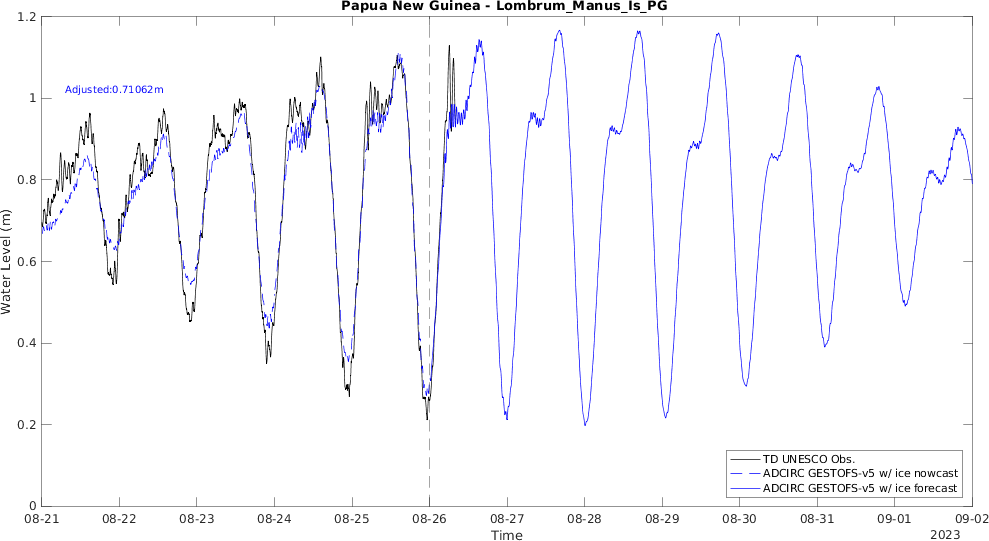 Papua New Guinea - Lombrum_Manus_Is_PG
1.2
1
0.8
0.6
0.4
0.2
0
Water Level (m)
Adjusted:0.71062m
TD UNESCO Obs.
ADCIRC GESTOFS-v5 w/ ice nowcast
ADCIRC GESTOFS-v5 w/ ice forecast
08-21 08-22 08-23 08-24 08-25 08-26 08-27 08-28 08-29 08-30 08-31 09-01 09-02
Time
2023